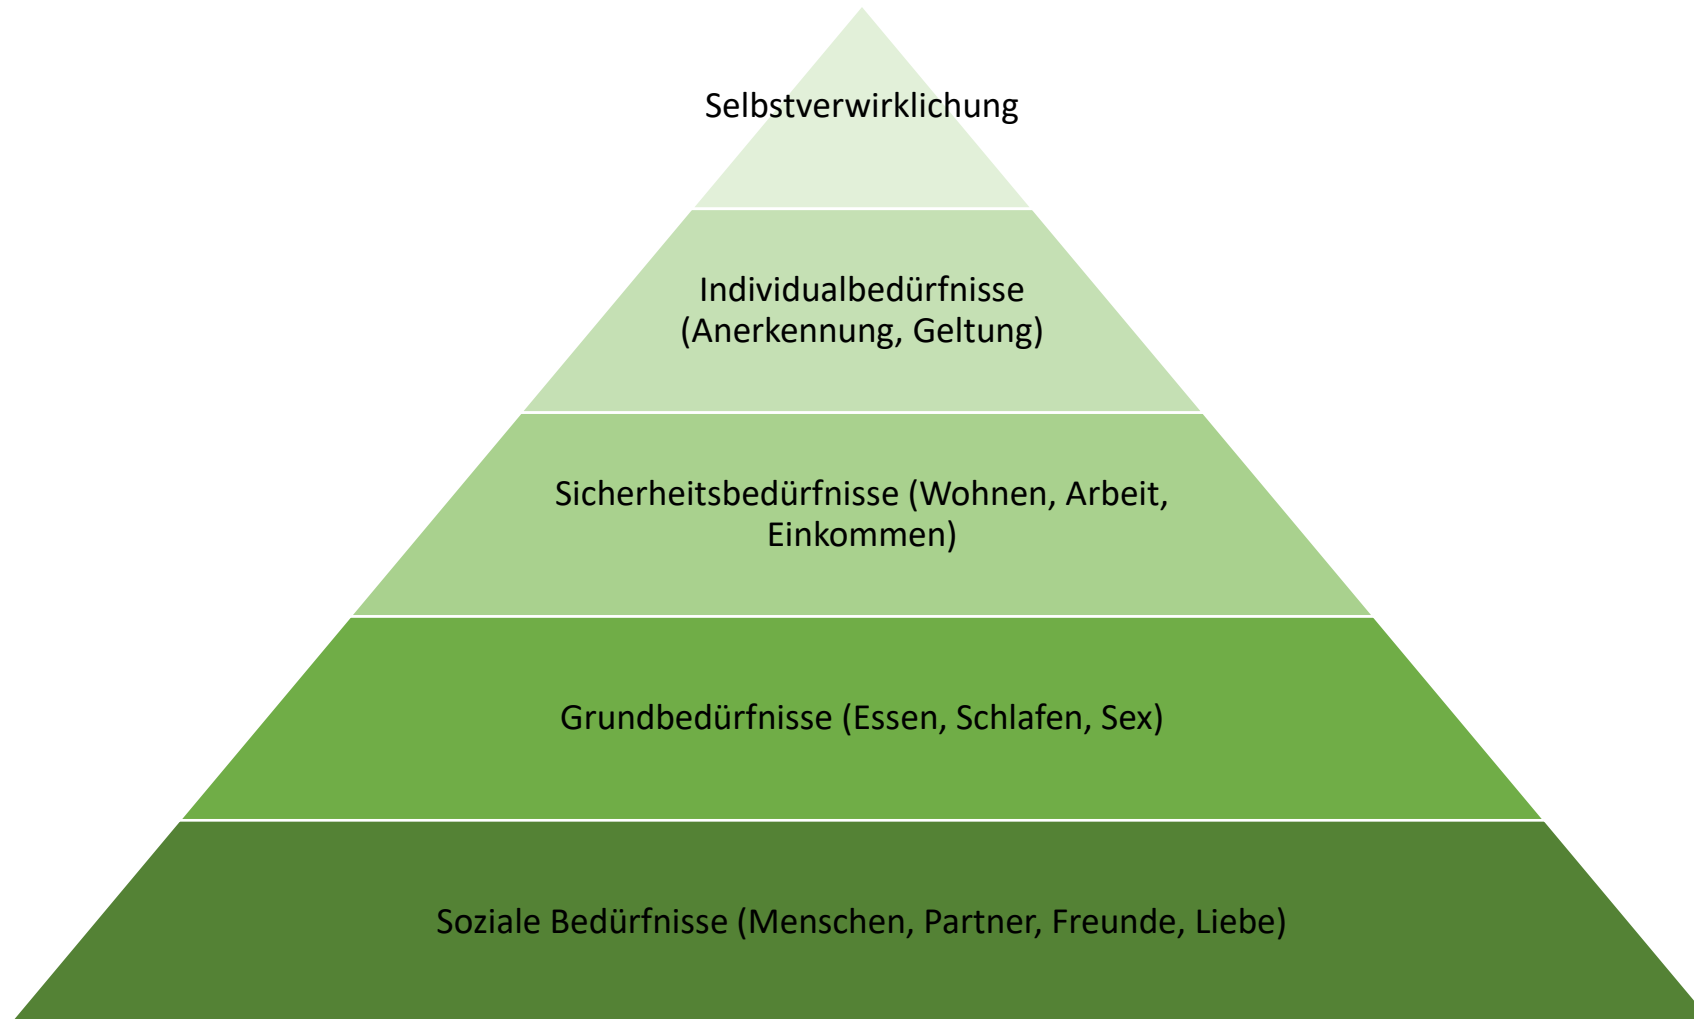 Selbstverwirklichung
Individualbedürfnisse
(Anerkennung, Geltung)
Sicherheitsbedürfnisse (Wohnen, Arbeit,
Einkommen)
Grundbedürfnisse (Essen, Schlafen, Sex)
Soziale Bedürfnisse (Menschen, Partner, Freunde, Liebe)